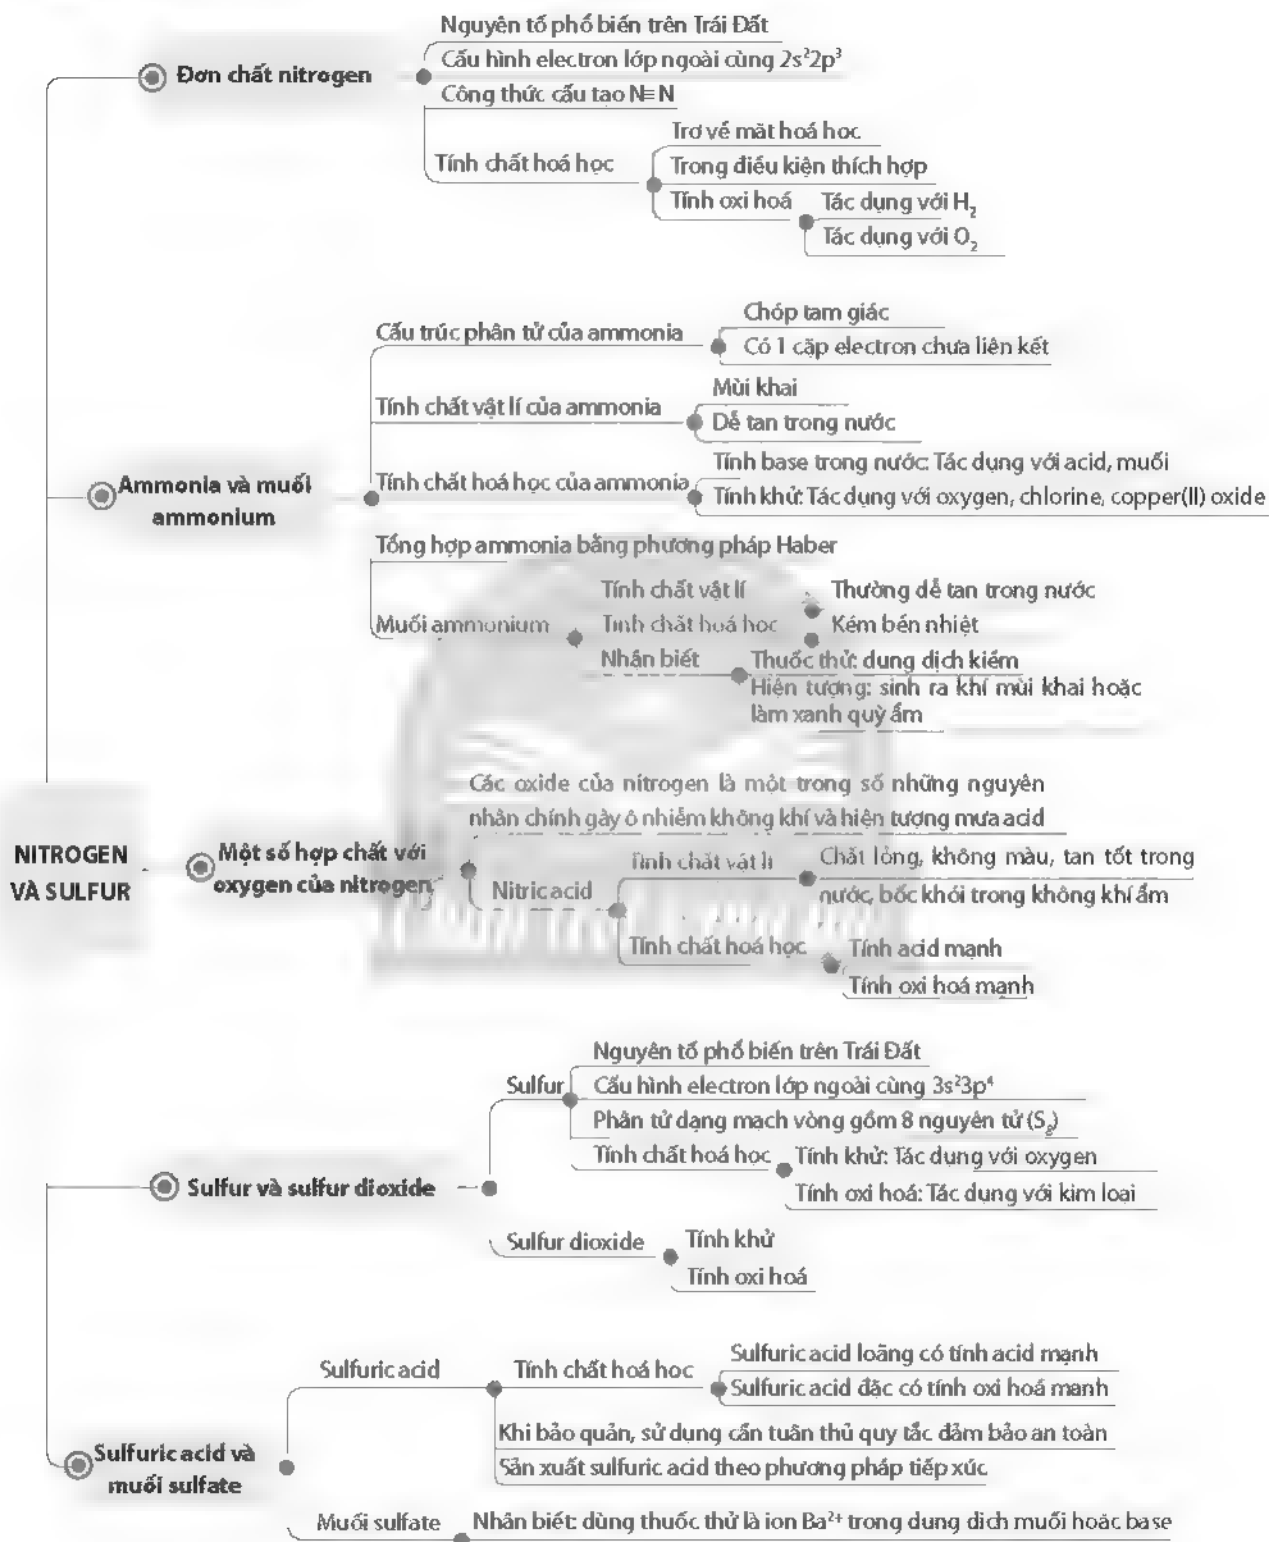 Nguyên tố phổ biến trên Trái Đất
Đơn chất nitrogen
Cấu hình electron lớp ngoài cùng 2s²2p³
Công thức cấu tạo N≡N
Tính chất hoá học
Trơ về mặt hoá học
Trong điều kiện thích hợp
Tính oxi hoá
Tác dụng với H₂
Tác dụng với O₂
Ammonia và muối
ammonium
Cấu trúc phân tử của ammonia
Chóp tam giác
Có 1 cặp electron chưa liên kết
Tính chất vật lí của ammonia
Mùi khai
Dễ tan trong nước
Tính chất hoá học của ammonia
Tính base trong nước: Tác dụng với acid, muối
Tính khử: Tác dụng với oxygen, chlorine, copper(II) oxide
Tổng hợp ammonia bằng phương pháp Haber
Muối ammonium
Tính chất vật lí
Thường dễ tan trong nước
Tính chất hoá học
Kém bền nhiệt
Nhận biết
Thuốc thử: dung dịch kiềm
Hiện tượng: sinh ra khí mùi khai hoặc
làm xanh quỳ ẩm
NITROGEN
VÀ SULFUR
Một số hợp chất với
oxygen của nitrogen
Các oxide của nitrogen là một trong số những nguyên
nhân chính gây ô nhiễm không khí và hiện tượng mưa acid
Nitric acid
Tính chất vật lí
Chất lỏng, không màu, tan tốt trong
nước, bốc khói trong không khí ẩm
Tính chất hoá học
Tính acid mạnh
Tính oxi hoá mạnh
Sulfur và sulfur dioxide
Sulfur
Nguyên tố phổ biến trên Trái Đất
Cấu hình electron lớp ngoài cùng 3s²3p⁴
Phân tử dạng mạch vòng gồm 8 nguyên tử (S₈)
Tính chất hoá học
Tính khử: Tác dụng với oxygen
Tính oxi hoá: Tác dụng với kim loại
Sulfur dioxide
Tính khử
Tính oxi hoá
Sulfuric acid và
muối sulfate
Sulfuric acid
Tính chất hoá học
Sulfuric acid loãng có tính acid mạnh
Sulfuric acid đặc có tính oxi hoá mạnh
Khi bảo quản, sử dụng cần tuân thủ quy tắc đảm bảo an toàn
Sản xuất sulfuric acid theo phương pháp tiếp xúc
Muối sulfate
Nhận biết: dùng thuốc thử là ion Ba²⁺ trong dung dịch muối hoặc base